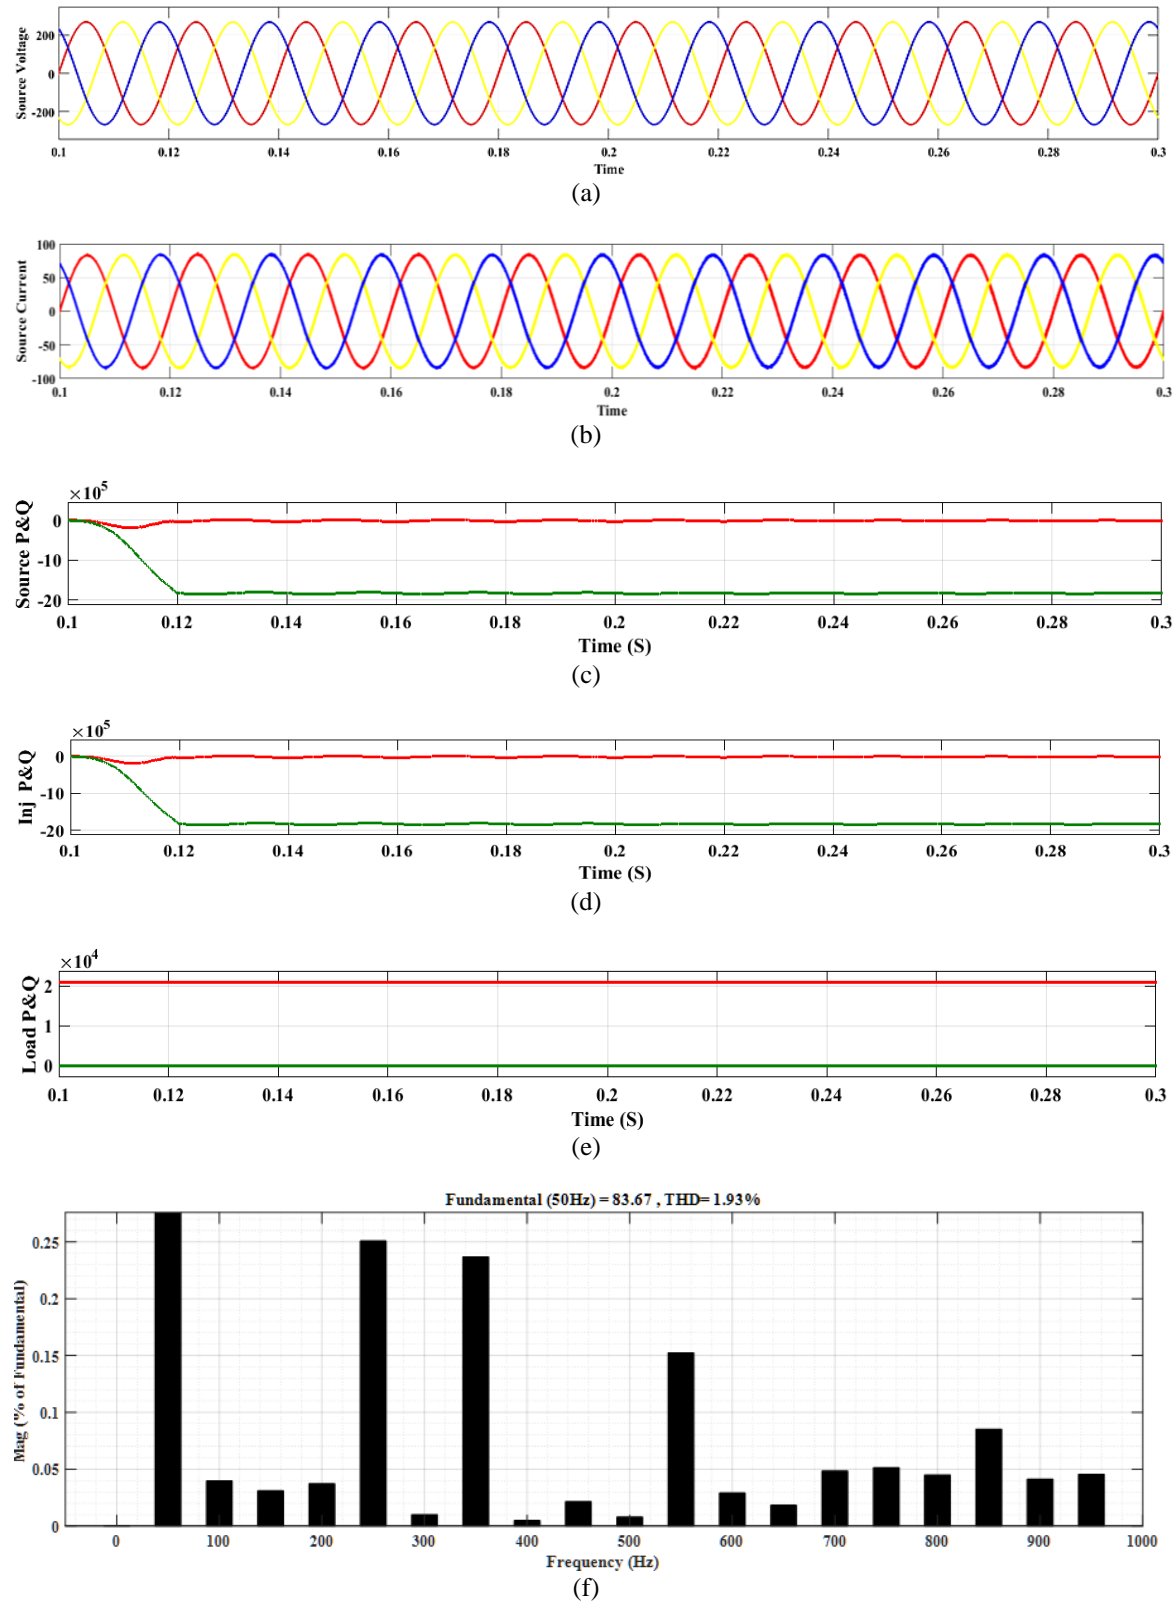 Source Voltage
200
0
-200
0.1 0.12 0.14 0.16 0.18 0.2 0.22 0.24 0.26 0.28 0.3
Time
(a)
Source Current
100
50
0
-50
-100
0.1 0.12 0.14 0.16 0.18 0.2 0.22 0.24 0.26 0.28 0.3
Time
(b)
×10^5
Source P&Q
0
-10
-20
0.1 0.12 0.14 0.16 0.18 0.2 0.22 0.24 0.26 0.28 0.3
Time (S)
(c)
×10^5
Inj P&Q
0
-10
-20
0.1 0.12 0.14 0.16 0.18 0.2 0.22 0.24 0.26 0.28 0.3
Time (S)
(d)
×10^4
Load P&Q
2
1
0
0.1 0.12 0.14 0.16 0.18 0.2 0.22 0.24 0.26 0.28 0.3
Time (S)
(e)
Fundamental (50Hz) = 83.67 , THD= 1.93%
Mag (% of Fundamental)
0.25
0.2
0.15
0.1
0.05
0
0 100 200 300 400 500 600 700 800 900 1000
Frequency (Hz)
(f)